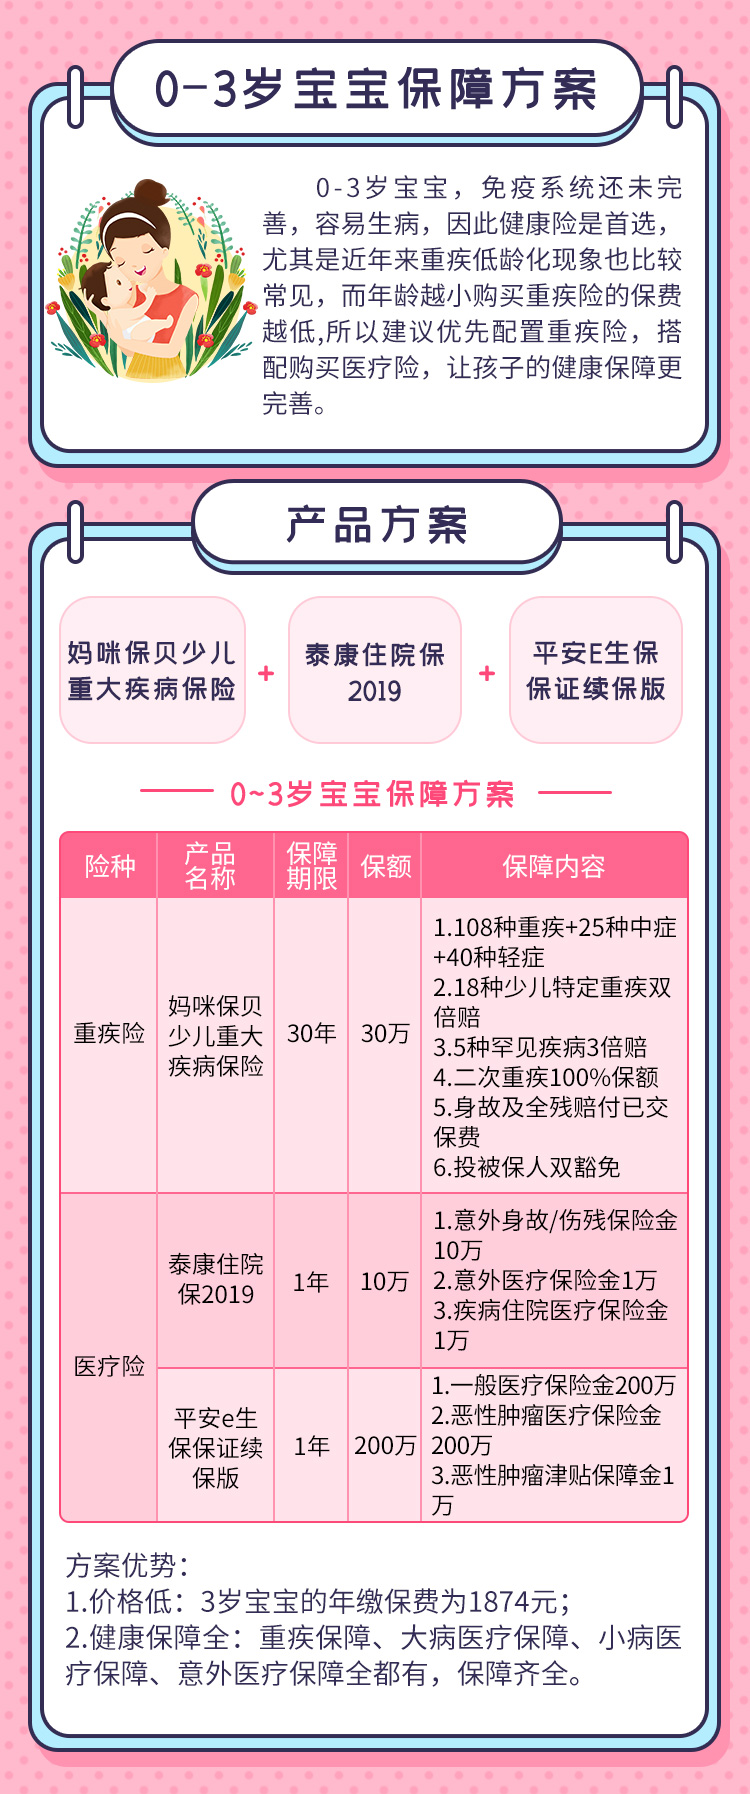 0-3岁宝宝保障方案
0-3岁宝宝，免疫系统还未完
善，容易生病，因此健康险是首选，
尤其是近年来重疾低龄化现象也比较
常见，而年龄越小购买重疾险的保费
越低,所以建议优先配置重疾险，搭
配购买医疗险，让孩子的健康保障更
完善。
产品方案
妈咪保贝少儿
重大疾病保险
+
泰康住院保
2019
+
平安E生保
保证续保版
0~3岁宝宝保障方案
险种
产品
名称
保障
期限
保额
保障内容
重疾险
妈咪保贝
少儿重大
疾病保险
30年
30万
1.108种重疾+25种中症
+40种轻症
2.18种少儿特定重疾双
倍赔
3.5种罕见疾病3倍赔
4.二次重疾100%保额
5.身故及全残赔付已交
保费
6.投被保人双豁免
医疗险
泰康住院
保2019
1年
10万
1.意外身故/伤残保险金
10万
2.意外医疗保险金1万
3.疾病住院医疗保险金
1万
平安e生
保保证续
保版
1年
200万
1.一般医疗保险金200万
2.恶性肿瘤医疗保险金
200万
3.恶性肿瘤津贴保障金1
万
方案优势：
1.价格低：3岁宝宝的年缴保费为1874元；
2.健康保障全：重疾保障、大病医疗保障、小病医
疗保障、意外医疗保障全都有，保障齐全。